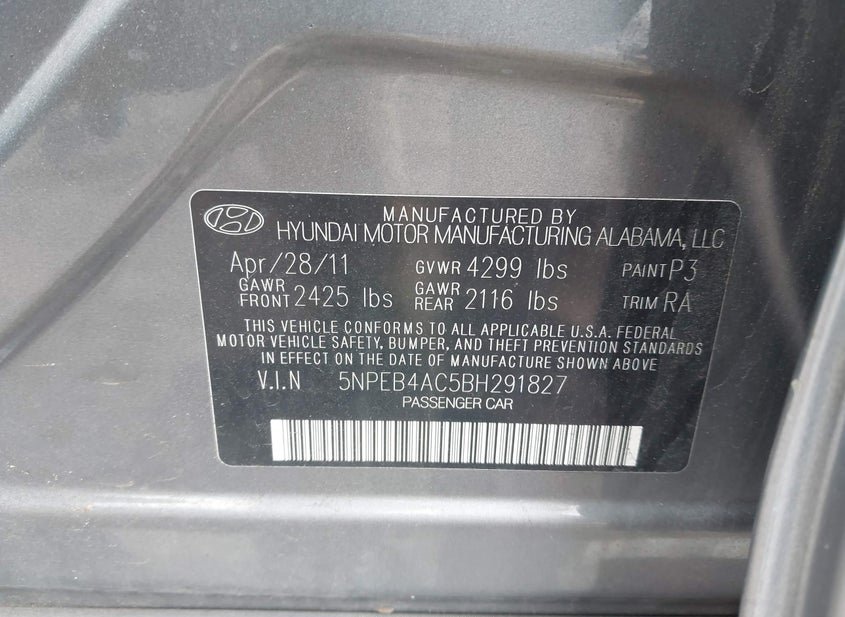 MANUFACTURED BY
HYUNDAI MOTOR MANUFACTURING ALABAMA, LLC
Apr/28/11 GVWR 4299 lbs PAINT P3
GAWR FRONT 2425 lbs GAWR REAR 2116 lbs TRIM RA
THIS VEHICLE CONFORMS TO ALL APPLICABLE U.S.A. FEDERAL
MOTOR VEHICLE SAFETY, BUMPER, AND THEFT PREVENTION STANDARDS
IN EFFECT ON THE DATE OF MANUFACTURE SHOWN ABOVE
V.I.N 5NPEB4AC5BH291827
PASSENGER CAR